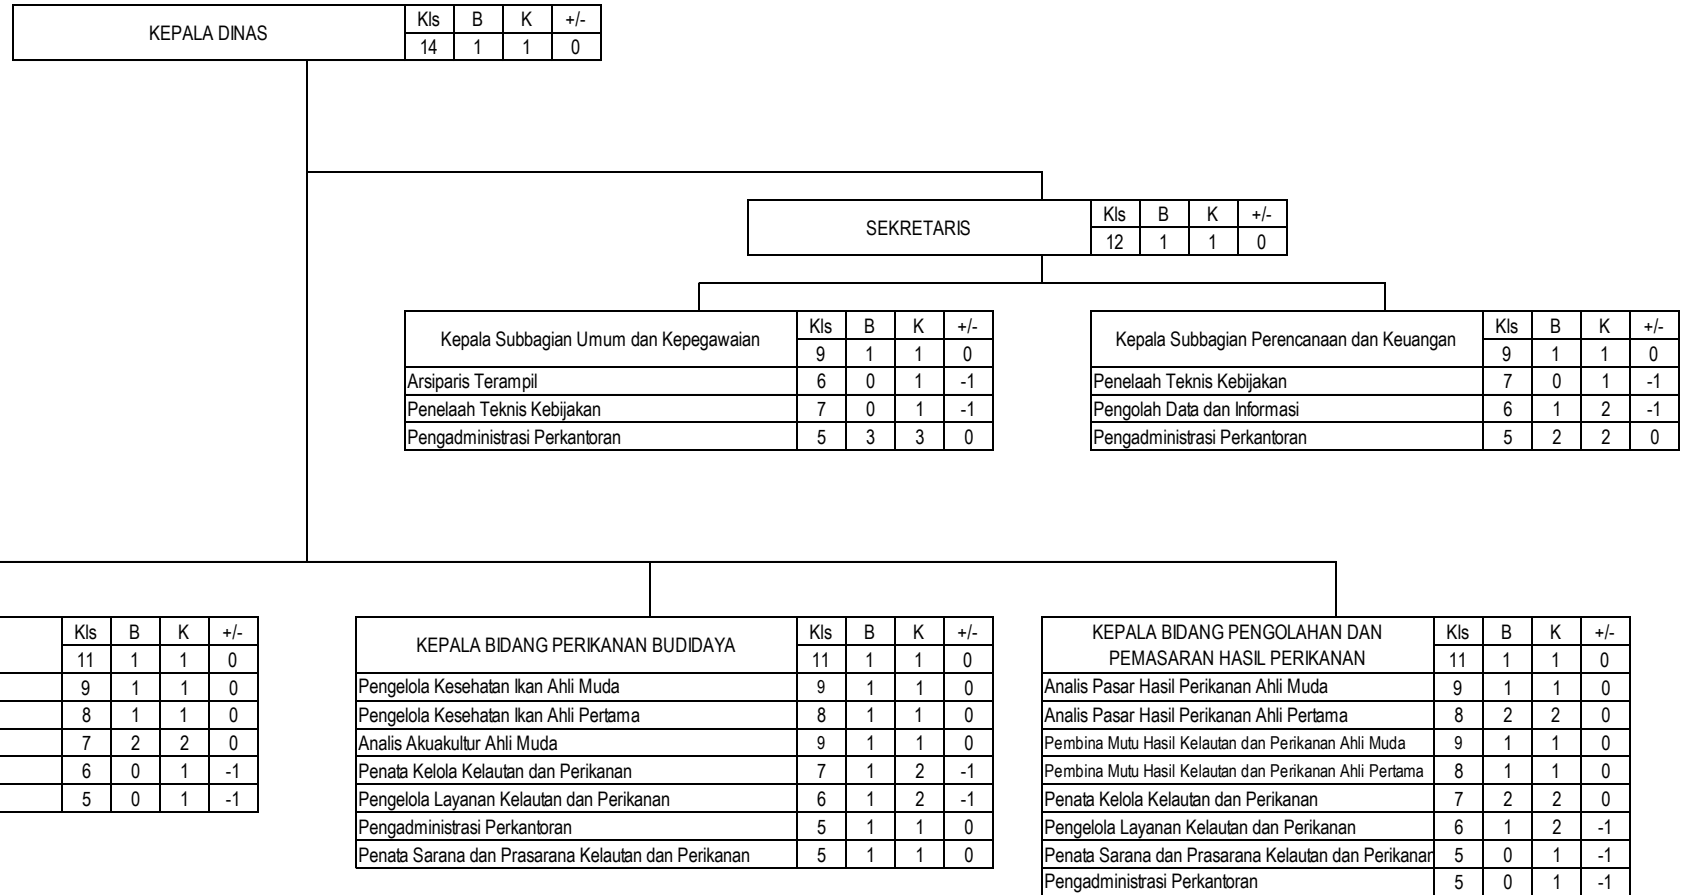 KEPALA DINAS Kls B K +/-
14 1 1 0
SEKRETARIS Kls B K +/-
12 1 1 0
Kepala Subbagian Umum dan Kepegawaian Kls B K +/-
9 1 1 0
Arsiparis Terampil 6 0 1 -1
Penelaah Teknis Kebijakan 7 0 1 -1
Pengadministrasi Perkantoran 5 3 3 0
Kepala Subbagian Perencanaan dan Keuangan Kls B K +/-
9 1 1 0
Penelaah Teknis Kebijakan 7 0 1 -1
Pengolah Data dan Informasi 6 1 2 -1
Pengadministrasi Perkantoran 5 2 2 0
Kls B K +/-
11 1 1 0
9 1 1 0
8 1 1 0
7 2 2 0
6 0 1 -1
5 0 1 -1
KEPALA BIDANG PERIKANAN BUDIDAYA Kls B K +/-
11 1 1 0
Pengelola Kesehatan Ikan Ahli Muda 9 1 1 0
Pengelola Kesehatan Ikan Ahli Pertama 8 1 1 0
Analis Akuakultur Ahli Muda 9 1 1 0
Penata Kelola Kelautan dan Perikanan 7 1 2 -1
Pengelola Layanan Kelautan dan Perikanan 6 1 2 -1
Pengadministrasi Perkantoran 5 1 1 0
Penata Sarana dan Prasarana Kelautan dan Perikanan 5 1 1 0
KEPALA BIDANG PENGOLAHAN DAN Kls B K +/-
PEMASARAN HASIL PERIKANAN 11 1 1 0
Analis Pasar Hasil Perikanan Ahli Muda 9 1 1 0
Analis Pasar Hasil Perikanan Ahli Pertama 8 2 2 0
Pembina Mutu Hasil Kelautan dan Perikanan Ahli Muda 9 1 1 0
Pembina Mutu Hasil Kelautan dan Perikanan Ahli Pertama 8 1 1 0
Penata Kelola Kelautan dan Perikanan 7 2 2 0
Pengelola Layanan Kelautan dan Perikanan 6 1 2 -1
Penata Sarana dan Prasarana Kelautan dan Perikanan 5 0 1 -1
Pengadministrasi Perkantoran 5 0 1 -1